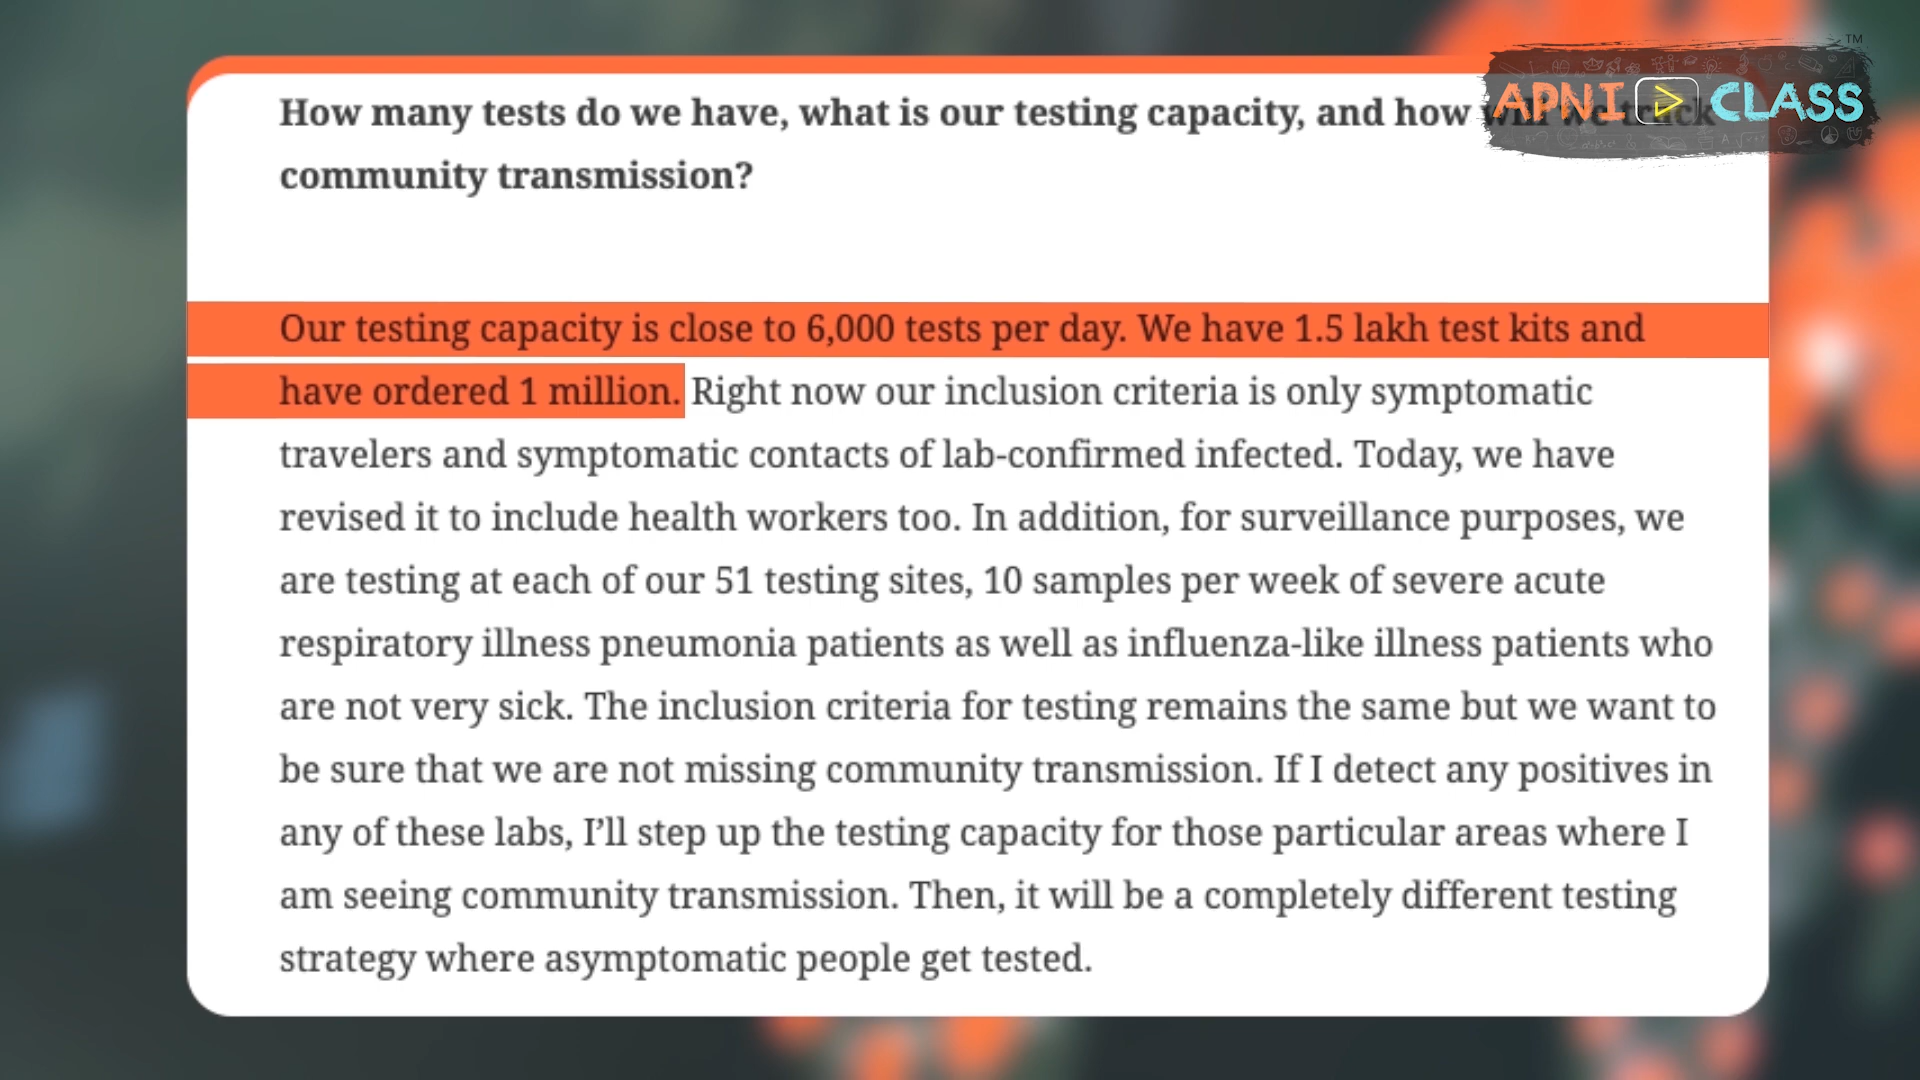 How many tests do we have, what is our testing capacity, and how will we track
community transmission?
Our testing capacity is close to 6,000 tests per day. We have 1.5 lakh test kits and
have ordered 1 million. Right now our inclusion criteria is only symptomatic
travelers and symptomatic contacts of lab-confirmed infected. Today, we have
revised it to include health workers too. In addition, for surveillance purposes, we
are testing at each of our 51 testing sites, 10 samples per week of severe acute
respiratory illness pneumonia patients as well as influenza-like illness patients who
are not very sick. The inclusion criteria for testing remains the same but we want to
be sure that we are not missing community transmission. If I detect any positives in
any of these labs, I’ll step up the testing capacity for those particular areas where I
am seeing community transmission. Then, it will be a completely different testing
strategy where asymptomatic people get tested.
APNI CLASS
TM